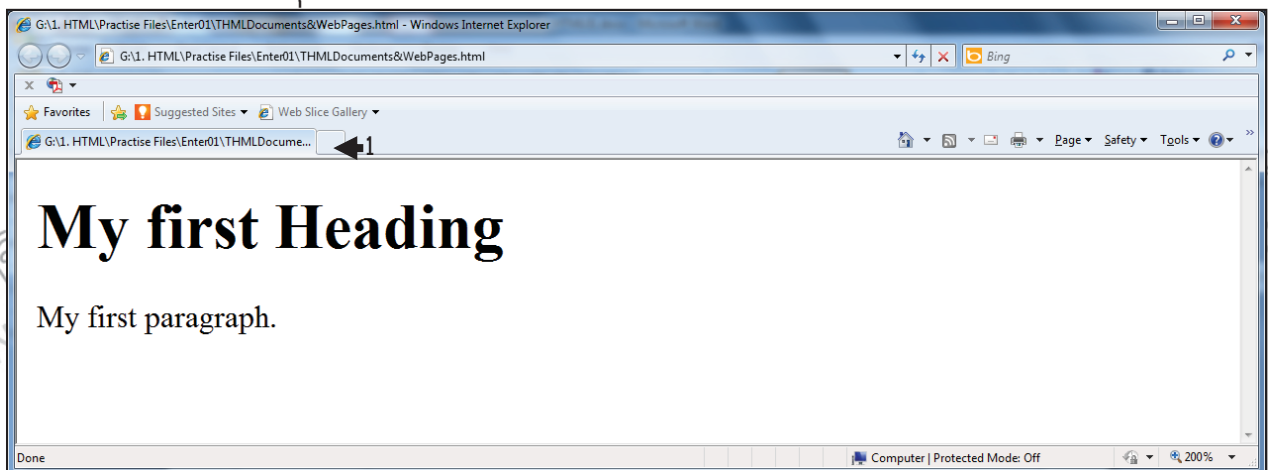 G:\1. HTML\Practise Files\Enter01\THMLDocuments&WebPages.html - Windows Internet Explorer
G:\1. HTML\Practise Files\Enter01\THMLDocuments&WebPages.html Bing
x
Favorites Suggested Sites Web Slice Gallery
G:\1. HTML\Practise Files\Enter01\THMLDocume... 1 Page Safety Tools »
My first Heading
My first paragraph.
Done Computer | Protected Mode: Off 200%